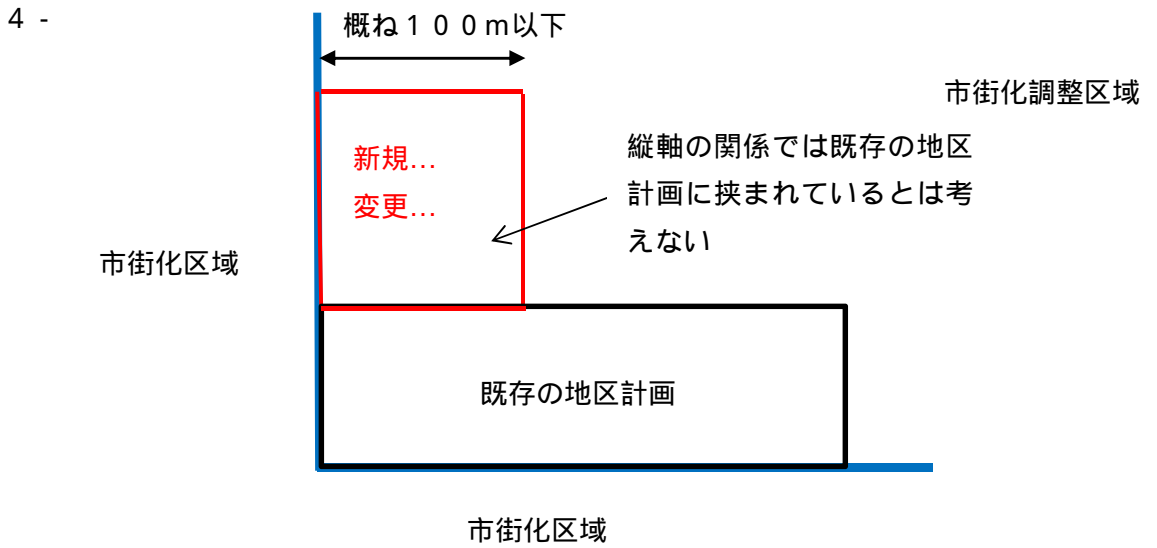 4 -
概ね１００m以下
市街化調整区域
新規…
変更…
縦軸の関係では既存の地区
計画に挟まれているとは考
えない
市街化区域
既存の地区計画
市街化区域